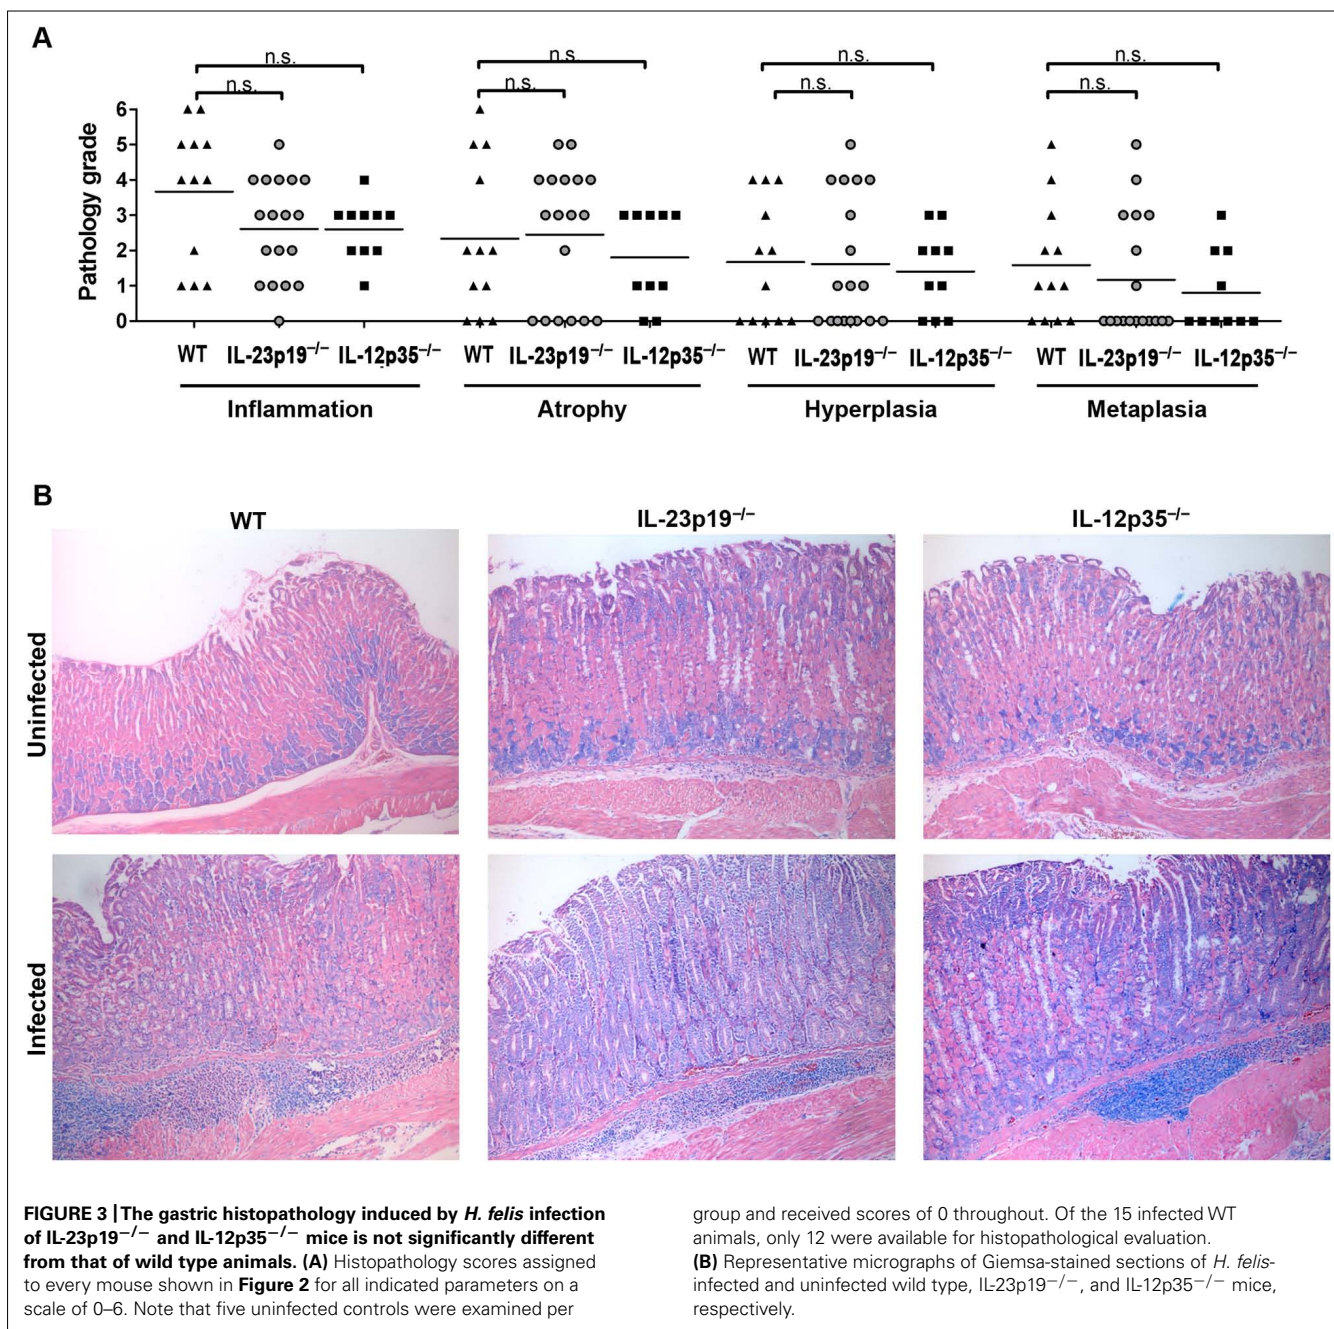 A
n.s. n.s. n.s. n.s.
n.s. n.s. n.s. n.s.
Pathology grade
6
5
4
3
2
1
0
WT IL-23p19−/− IL-12p35−/− WT IL-23p19−/− IL-12p35−/− WT IL-23p19−/− IL-12p35−/− WT IL-23p19−/− IL-12p35−/−
Inflammation Atrophy Hyperplasia Metaplasia
B
WT IL-23p19−/− IL-12p35−/−
Uninfected
Infected
FIGURE 3 | The gastric histopathology induced by H. felis infection
of IL-23p19−/− and IL-12p35−/− mice is not significantly different
from that of wild type animals. (A) Histopathology scores assigned
to every mouse shown in Figure 2 for all indicated parameters on a
scale of 0–6. Note that five uninfected controls were examined per
group and received scores of 0 throughout. Of the 15 infected WT
animals, only 12 were available for histopathological evaluation.
(B) Representative micrographs of Giemsa-stained sections of H. felis-
infected and uninfected wild type, IL-23p19−/−, and IL-12p35−/− mice,
respectively.